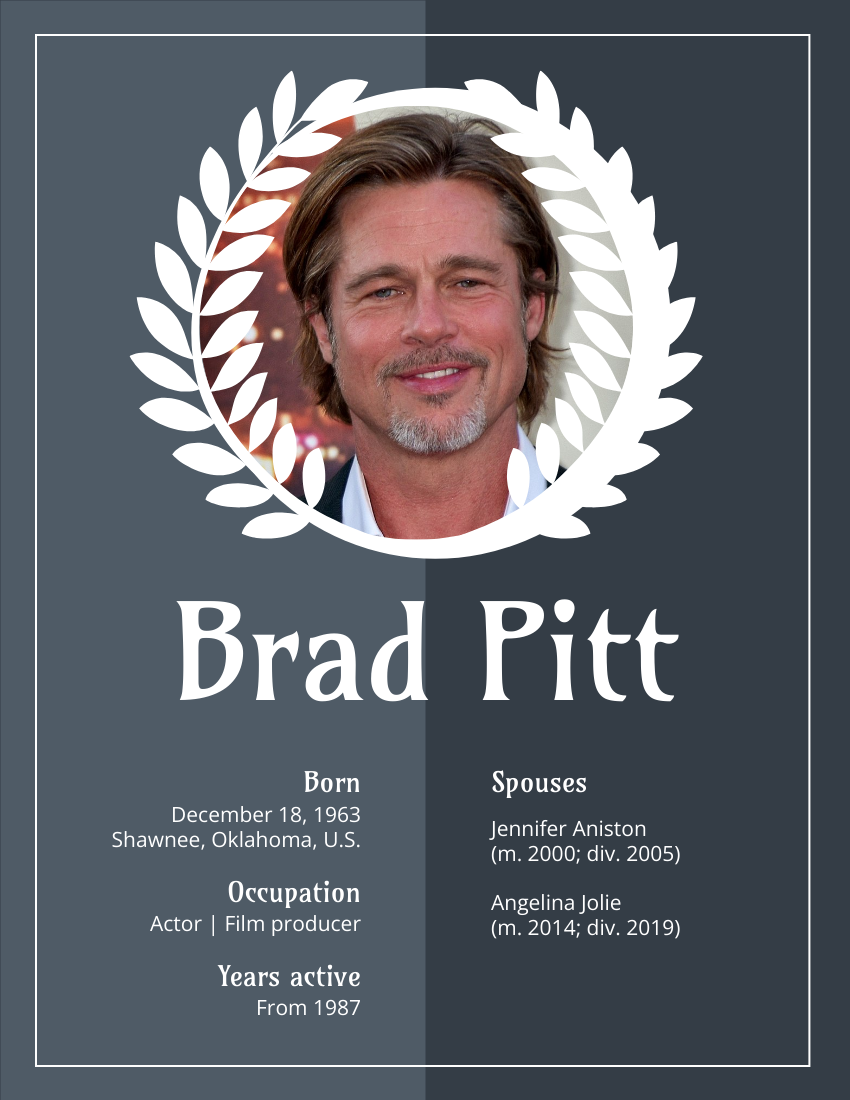 Brad Pitt
Born
December 18, 1963
Shawnee, Oklahoma, U.S.
Occupation
Actor | Film producer
Years active
From 1987
Spouses
Jennifer Aniston
(m. 2000; div. 2005)
Angelina Jolie
(m. 2014; div. 2019)